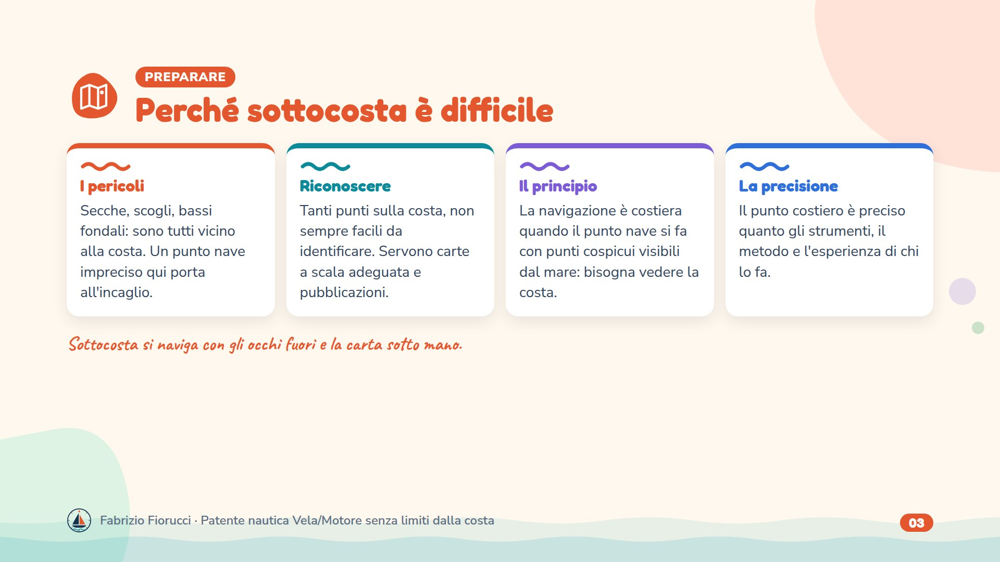 PREPARARE
Perché sottocosta è difficile
I pericoli
Secche, scogli, bassi
fondali: sono tutti vicino
alla costa. Un punto nave
impreciso qui porta
all'incaglio.
Riconoscere
Tanti punti sulla costa, non
sempre facili da
identificare. Servono carte
a scala adeguata e
pubblicazioni.
Il principio
La navigazione è costiera
quando il punto nave si fa
con punti cospicui visibili
dal mare: bisogna vedere la
costa.
La precisione
Il punto costiero è preciso
quanto gli strumenti, il
metodo e l'esperienza di chi
lo fa.
Sottocosta si naviga con gli occhi fuori e la carta sotto mano.
Fabrizio Fiorucci · Patente nautica Vela/Motore senza limiti dalla costa
03